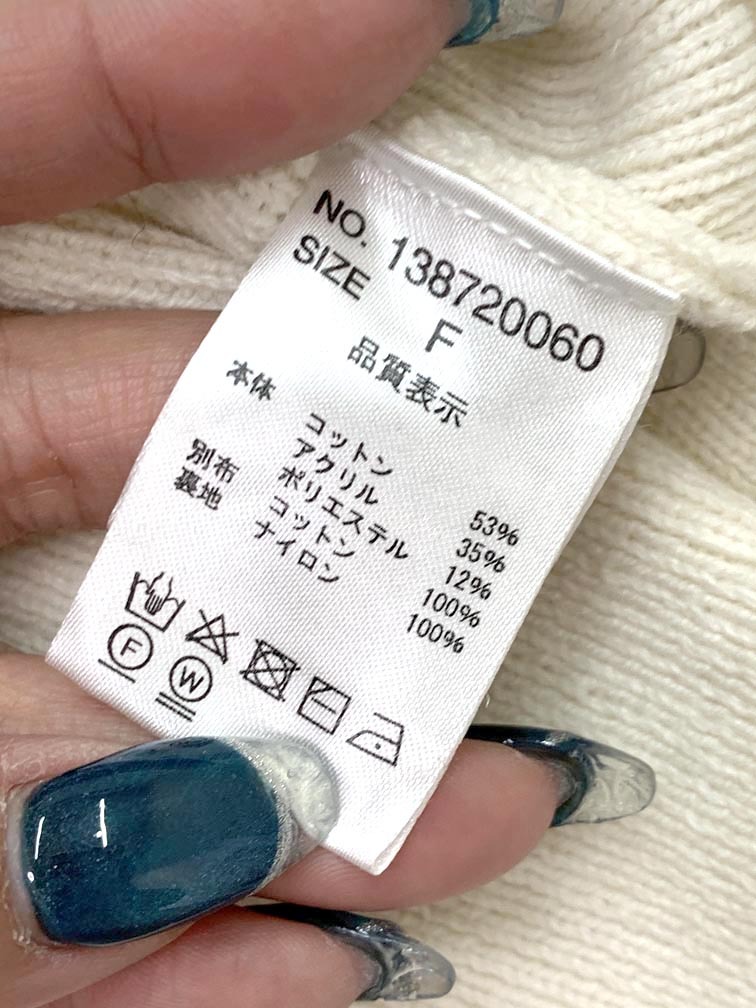 NO. 138720060
SIZE F
品質表示
本体 コットン 53%
アクリル 35%
ポリエステル 12%
別布 コットン 100%
裏地 ナイロン 100%
F
W